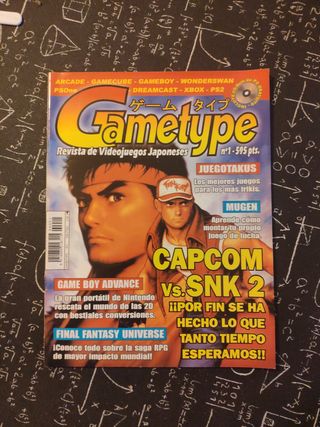 ARCADE - GAMECUBE - GAMEBOY - WONDERSWAN
PSOne - DREAMCAST - XBOX - PS2
ゲーム タイプ
Gametype
nº1 - 595 pts.
Revista de Videojuegos Japoneses
JUEGOTAKUS
Los mejores juegos
para los más frikis.
MUGEN
Aprende cómo
montar tu propio
juego de lucha.
CAPCOM
vs. SNK 2
¡¡POR FIN SE HA
HECHO LO QUE
TANTO TIEMPO
ESPERAMOS!!
GAME BOY ADVANCE
La gran portátil de Nintendo
rescata el mundo de las 2D
con bestiales conversiones.
FINAL FANTASY UNIVERSE
¡Conoce todo sobre la saga RPG
de mayor impacto mundial!